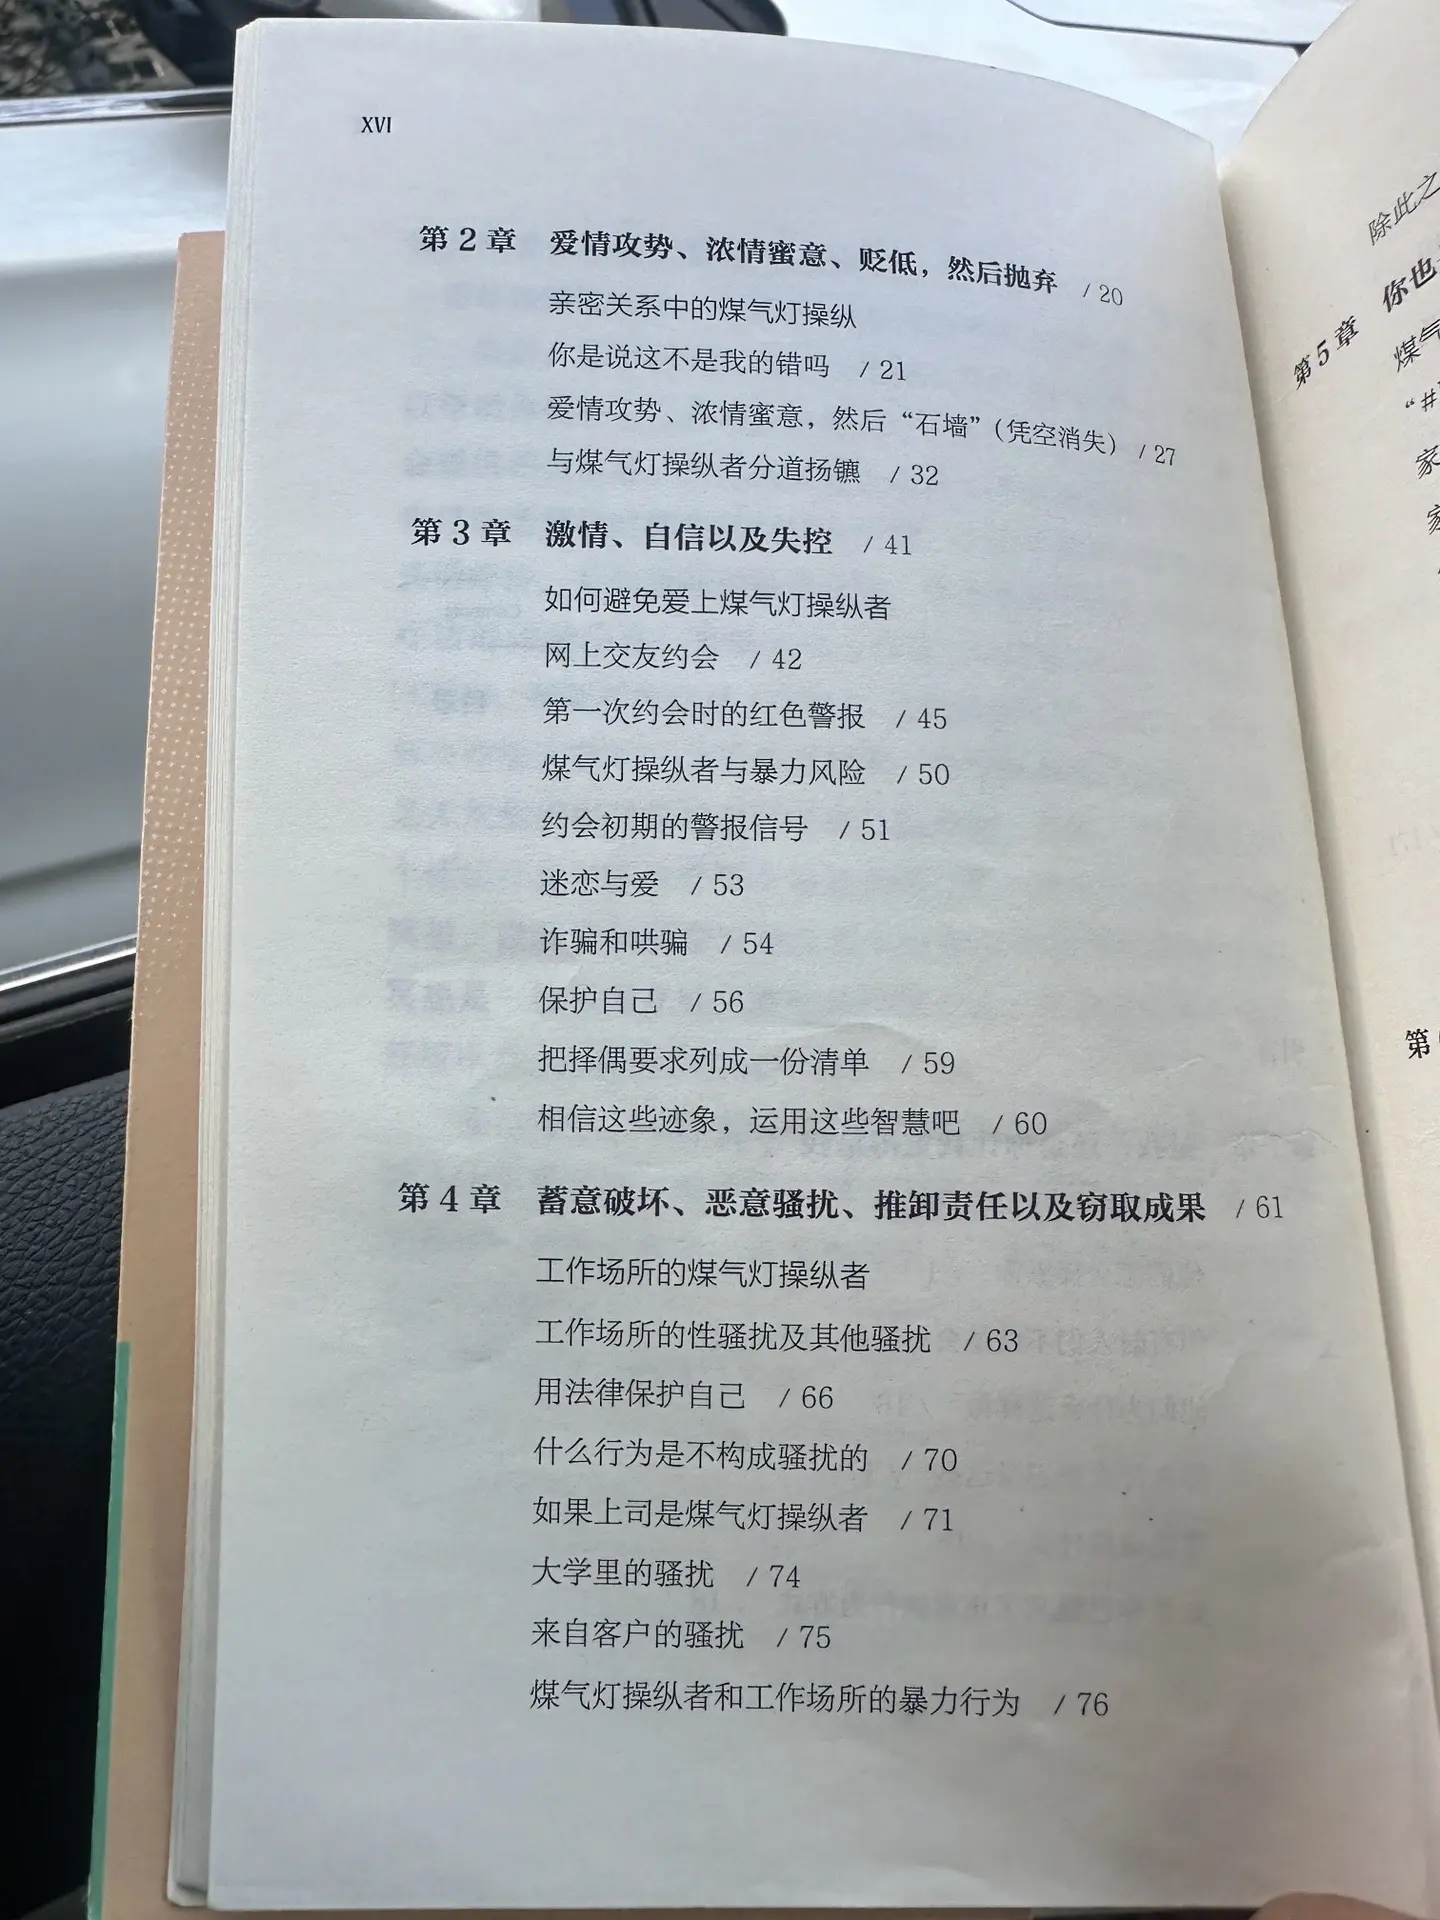 XVI
第2章 爱情攻势、浓情蜜意、贬低，然后抛弃 / 20
亲密关系中的煤气灯操纵
你是说这不是我的错吗 / 21
爱情攻势、浓情蜜意，然后“石墙”（凭空消失） / 27
与煤气灯操纵者分道扬镳 / 32
第3章 激情、自信以及失控 / 41
如何避免爱上煤气灯操纵者
网上交友约会 / 42
第一次约会时的红色警报 / 45
煤气灯操纵者与暴力风险 / 50
约会初期的警报信号 / 51
迷恋与爱 / 53
诈骗和哄骗 / 54
保护自己 / 56
把择偶要求列成一份清单 / 59
相信这些迹象，运用这些智慧吧 / 60
第4章 蓄意破坏、恶意骚扰、推卸责任以及窃取成果 / 61
工作场所的煤气灯操纵者
工作场所的性骚扰及其他骚扰 / 63
用法律保护自己 / 66
什么行为是不构成骚扰的 / 70
如果上司是煤气灯操纵者 / 71
大学里的骚扰 / 74
来自客户的骚扰 / 75
煤气灯操纵者和工作场所的暴力行为 / 76
除此之
第5章 你也
煤气
“#
家
家
第